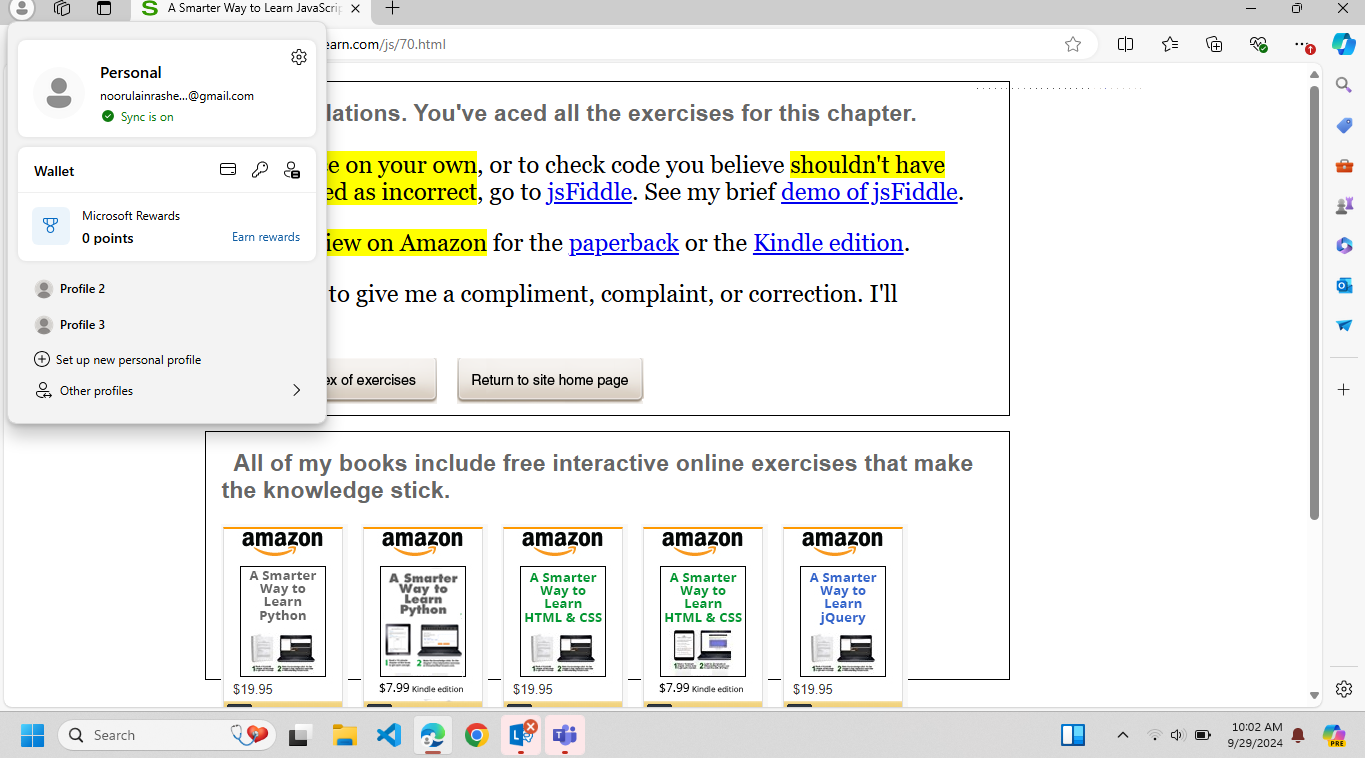 A Smarter Way to Learn JavaScrip
earn.com/js/70.html
Personal
noorulainrashe...@gmail.com
Sync is on
Wallet
Microsoft Rewards
0 points
Earn rewards
Profile 2
Profile 3
Set up new personal profile
Other profiles
lations. You've aced all the exercises for this chapter.
e on your own, or to check code you believe shouldn't have
ed as incorrect, go to jsFiddle. See my brief demo of jsFiddle.
iew on Amazon for the paperback or the Kindle edition.
to give me a compliment, complaint, or correction. I'll
ex of exercises
Return to site home page
All of my books include free interactive online exercises that make
the knowledge stick.
amazon
A Smarter
Way to
Learn
Python
$19.95
amazon
A Smarter
Way to
Learn
Python
$7.99 Kindle edition
amazon
A Smarter
Way to
Learn
HTML & CSS
$19.95
amazon
A Smarter
Way to
Learn
HTML & CSS
$7.99 Kindle edition
amazon
A Smarter
Way to
Learn
jQuery
$19.95
Search
10:02 AM
9/29/2024
PRE